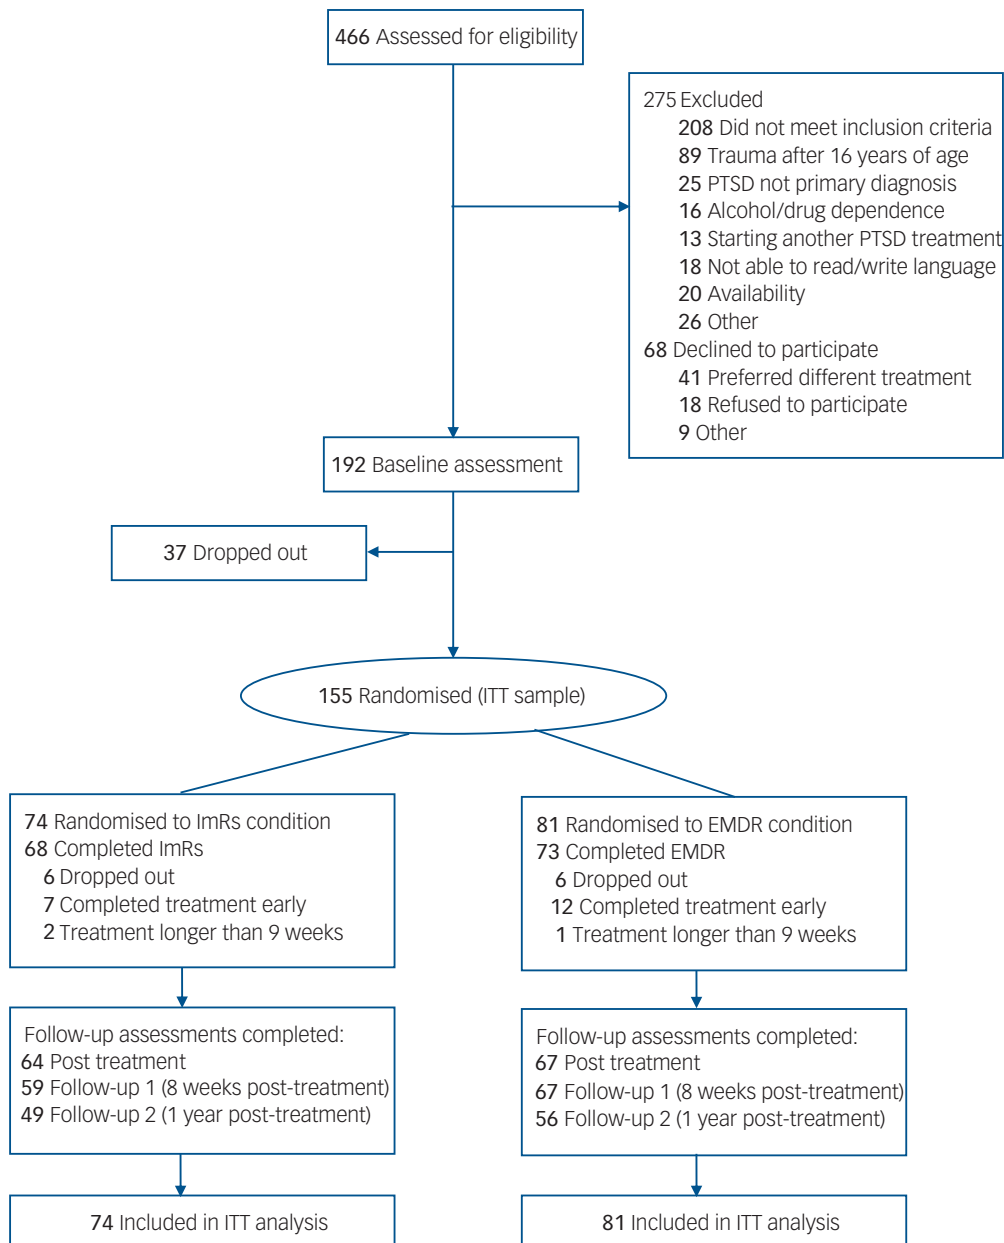 466 Assessed for eligibility
275 Excluded
208 Did not meet inclusion criteria
89 Trauma after 16 years of age
25 PTSD not primary diagnosis
16 Alcohol/drug dependence
13 Starting another PTSD treatment
18 Not able to read/write language
20 Availability
26 Other
68 Declined to participate
41 Preferred different treatment
18 Refused to participate
9 Other
192 Baseline assessment
37 Dropped out
155 Randomised (ITT sample)
74 Randomised to ImRs condition
68 Completed ImRs
6 Dropped out
7 Completed treatment early
2 Treatment longer than 9 weeks
81 Randomised to EMDR condition
73 Completed EMDR
6 Dropped out
12 Completed treatment early
1 Treatment longer than 9 weeks
Follow-up assessments completed:
64 Post treatment
59 Follow-up 1 (8 weeks post-treatment)
49 Follow-up 2 (1 year post-treatment)
Follow-up assessments completed:
67 Post treatment
67 Follow-up 1 (8 weeks post-treatment)
56 Follow-up 2 (1 year post-treatment)
74 Included in ITT analysis
81 Included in ITT analysis